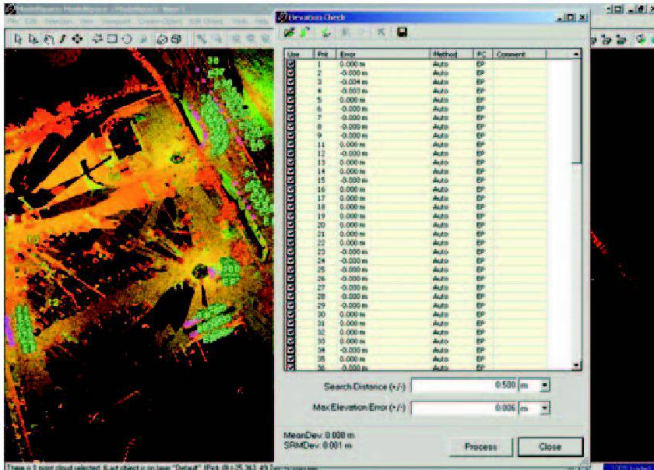 Elevation Check
Use Pnt Error Method FC Comment
1 0.000 m Auto EP
2 -0.000 m Auto EP
3 -0.004 m Auto EP
4 -0.003 m Auto EP
5 0.000 m Auto EP
6 -0.000 m Auto EP
7 -0.000 m Auto EP
8 -0.000 m Auto EP
9 -0.000 m Auto EP
11 0.000 m Auto EP
12 -0.000 m Auto EP
13 0.000 m Auto EP
14 0.000 m Auto EP
15 -0.000 m Auto EP
16 0.000 m Auto EP
17 0.000 m Auto EP
18 0.000 m Auto EP
19 0.000 m Auto EP
20 0.000 m Auto EP
21 0.000 m Auto EP
22 0.000 m Auto EP
23 -0.000 m Auto EP
24 -0.000 m Auto EP
25 -0.000 m Auto EP
26 -0.000 m Auto EP
27 -0.000 m Auto EP
28 -0.000 m Auto EP
29 -0.000 m Auto EP
30 0.000 m Auto EP
31 0.000 m Auto EP
32 0.000 m Auto EP
33 0.000 m Auto EP
34 -0.000 m Auto EP
35 0.000 m Auto EP
36 -0.000 m Auto EP
Search Distance (+/-) 0.500 m
Max Elevation Error (+/-) 0.006 m
MeanDev: 0.000 m
SRMDev: 0.001 m
Process Close